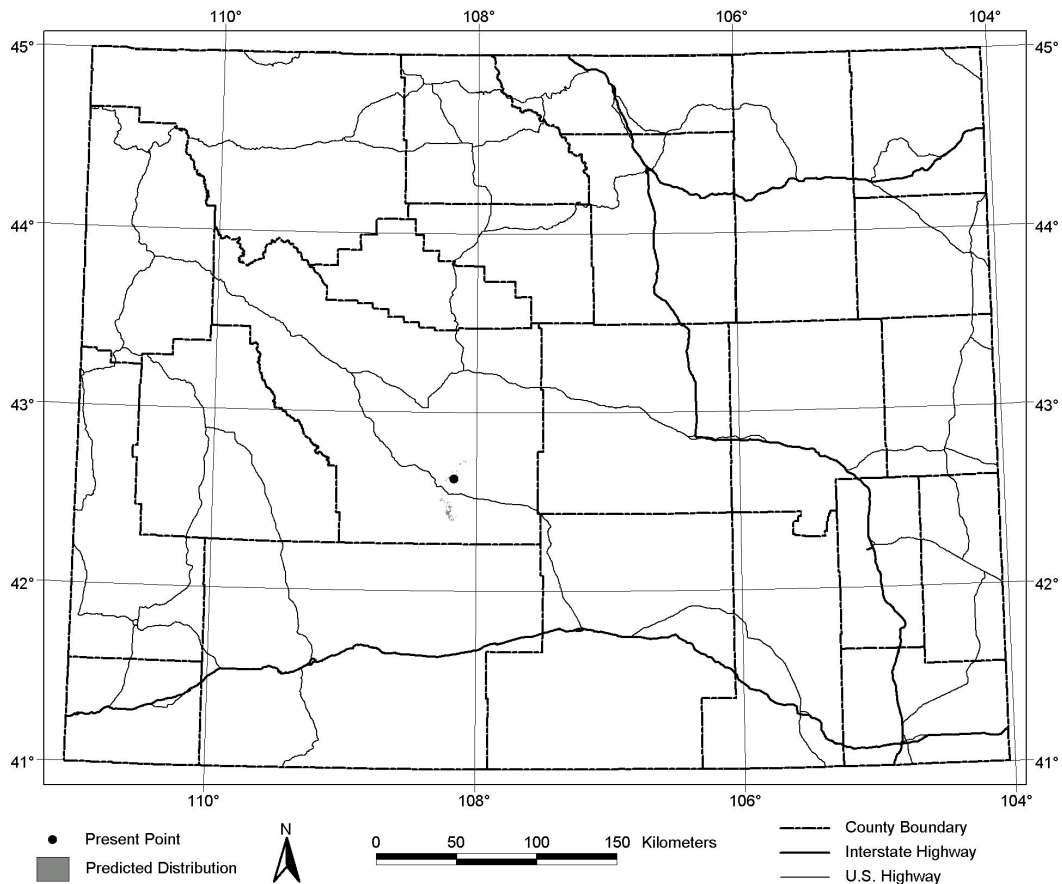 110° 108° 106° 104°
45° 45°
44° 44°
43° 43°
42° 42°
41° 41°
110° 108° 106° 104°
Present Point
Predicted Distribution
N
0 50 100 150 Kilometers
County Boundary
Interstate Highway
U.S. Highway